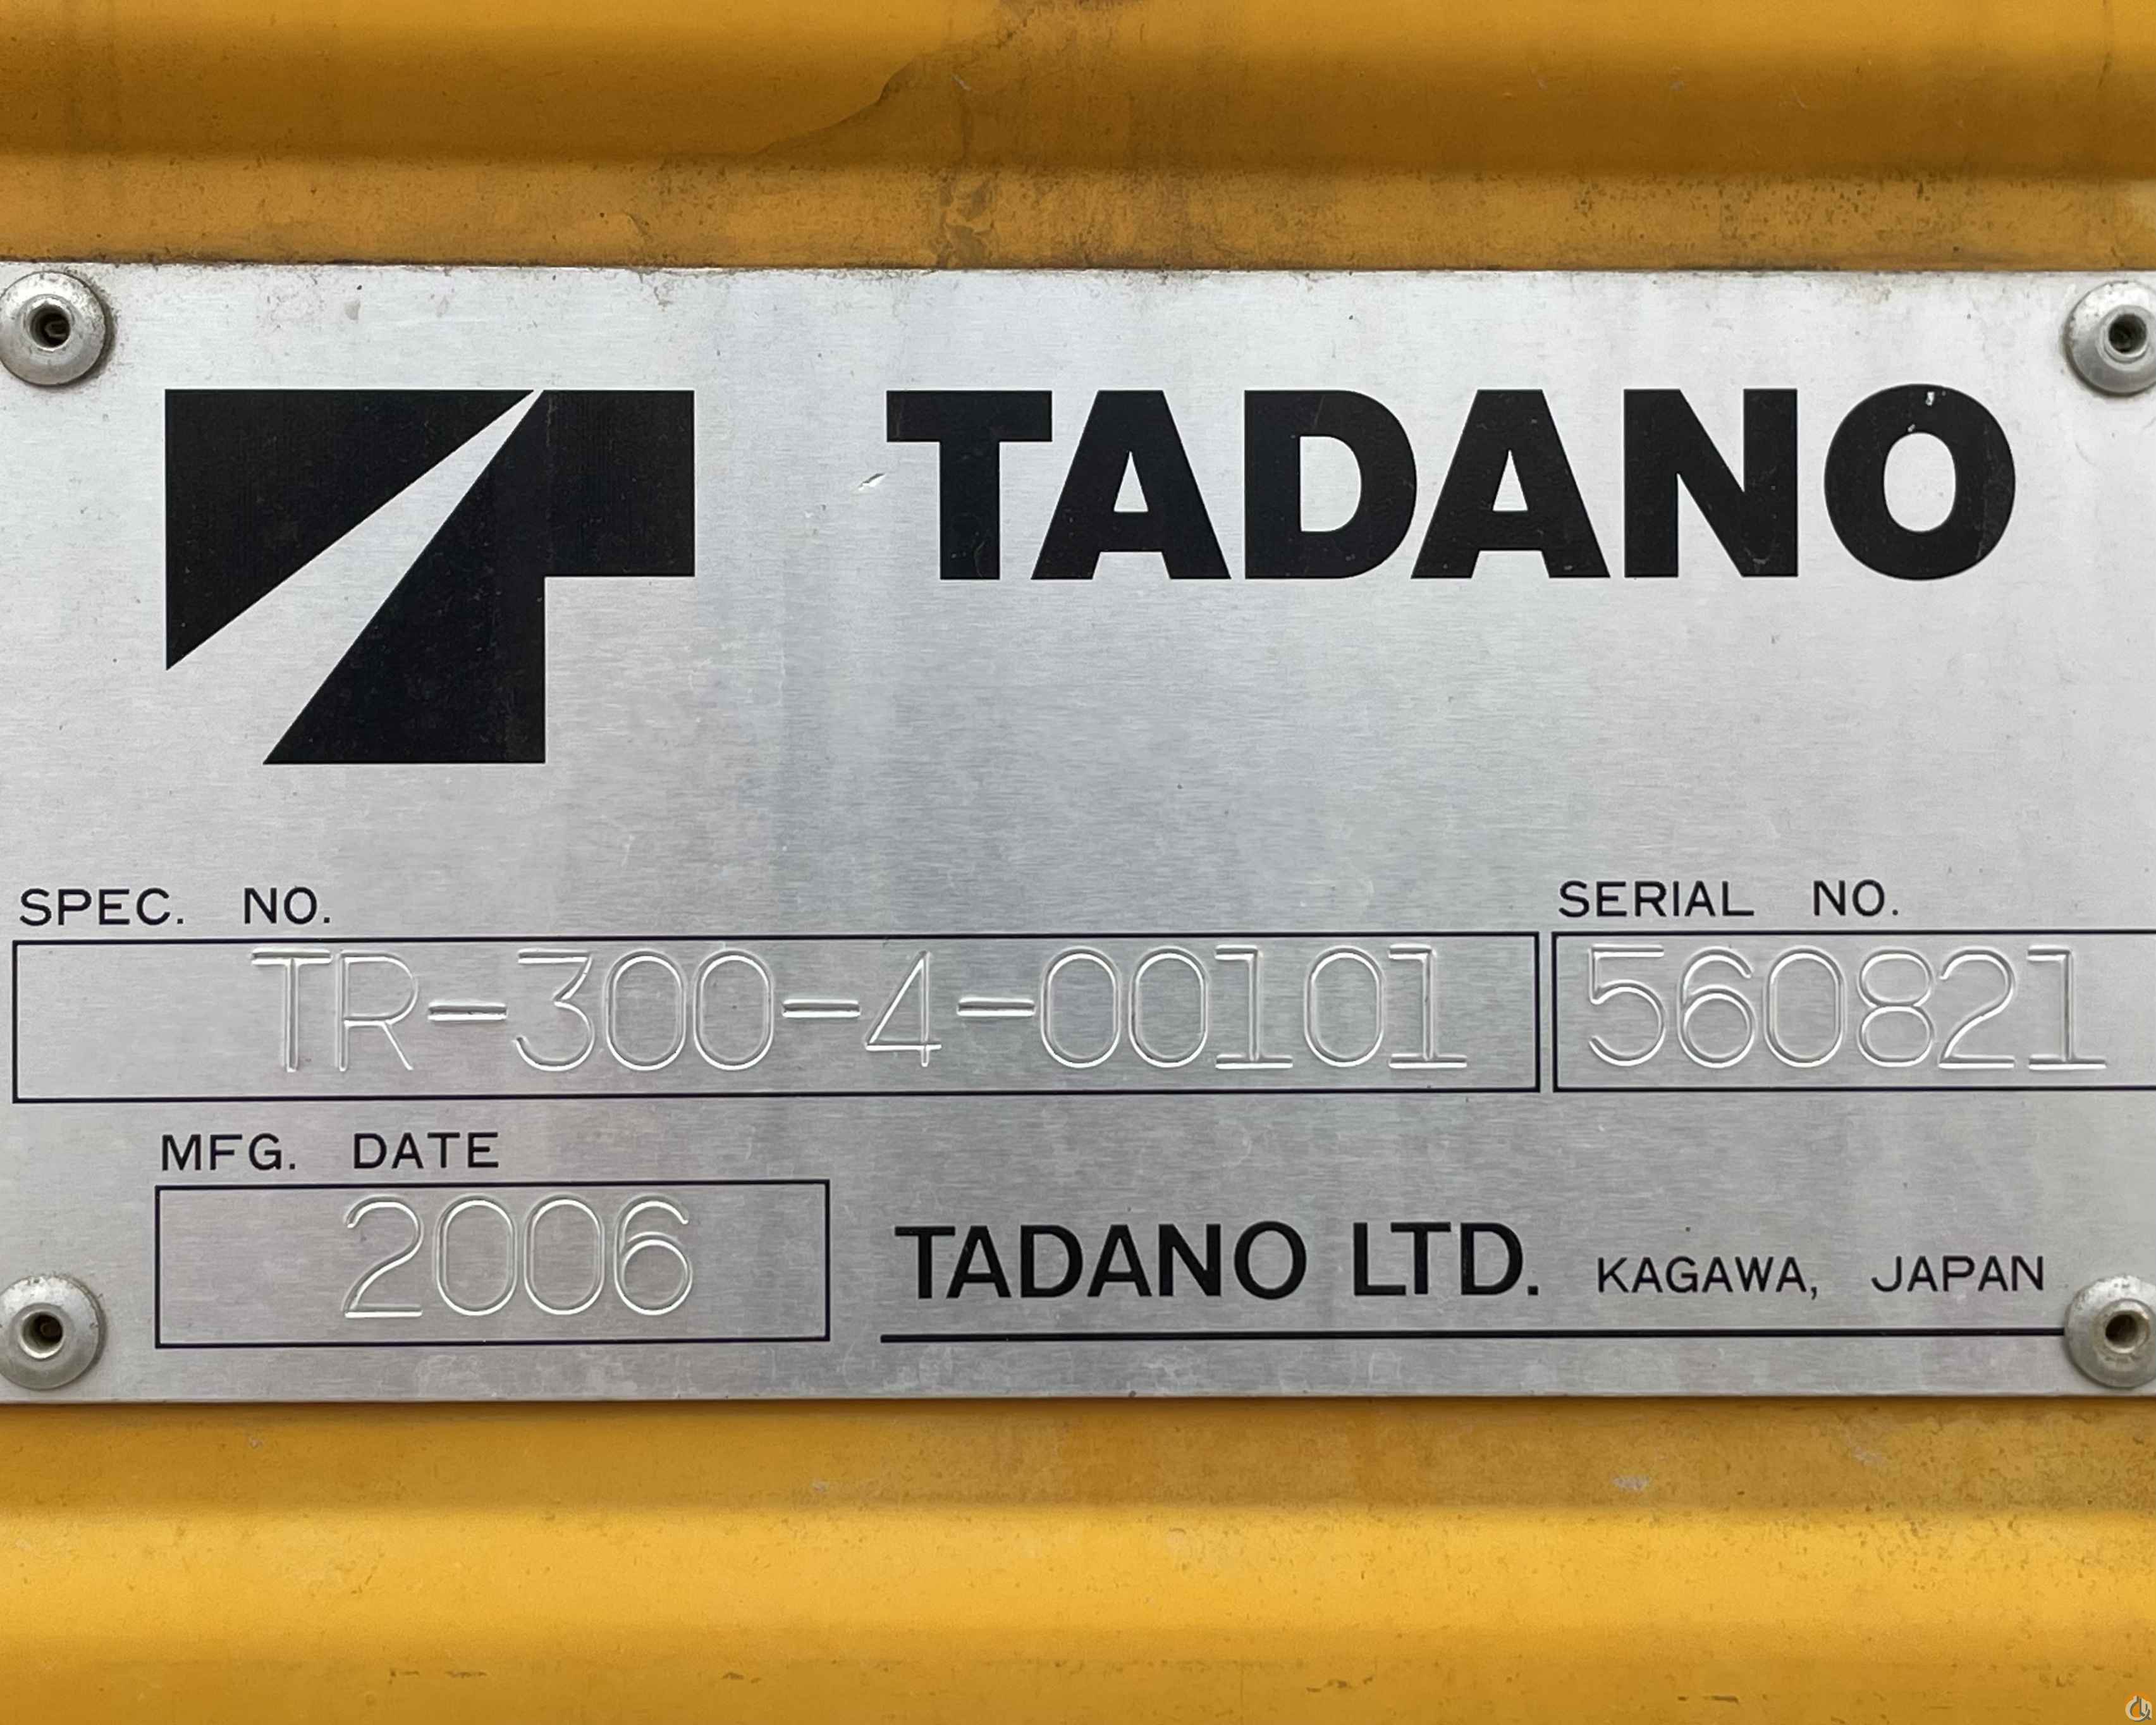 TADANO
SPEC. NO.
SERIAL NO.
TR-300-4-00101
560821
MFG. DATE
2006
TADANO LTD. KAGAWA, JAPAN